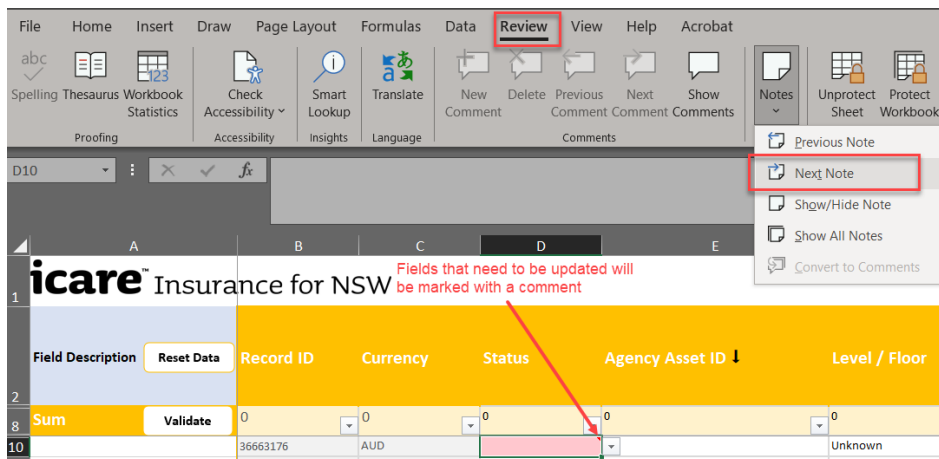 File Home Insert Draw Page Layout Formulas Data Review View Help Acrobat
abc 123 あ a
Spelling Thesaurus Workbook Statistics Check Accessibility Smart Lookup Translate New Comment Delete Previous Comment Next Comment Show Comments Notes Unprotect Sheet Protect Workbook
Proofing Accessibility Insights Language Comments
Previous Note
Next Note
Show/Hide Note
Show All Notes
Convert to Comments
D10 fx
A B C D E
1 icare™ Insurance for NSW
Fields that need to be updated will
be marked with a comment
2 Field Description Reset Data Record ID Currency Status Agency Asset ID Level / Floor
8 Sum Validate 0 0 0 0 0
10 36663176 AUD Unknown